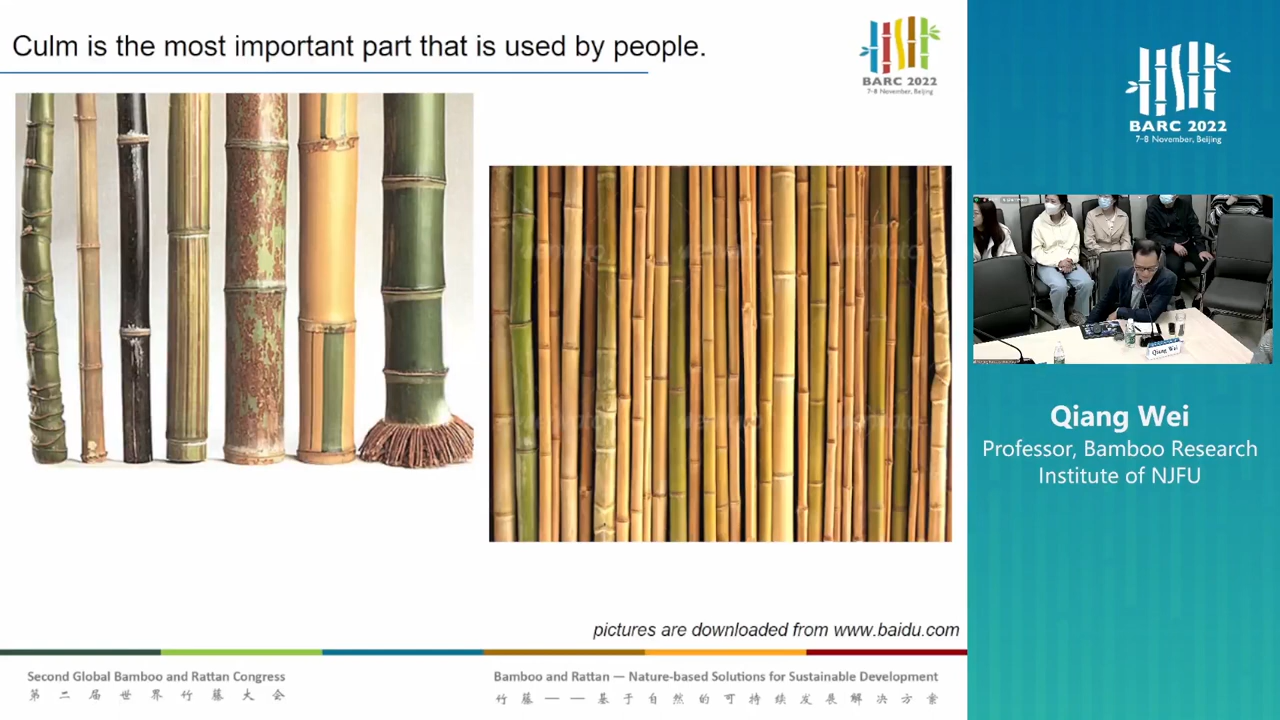 Culm is the most important part that is used by people.
BARC 2022
7-8 November, Beijing
BARC 2022
7-8 November, Beijing
Qiang Wei
Qiang Wei
Professor, Bamboo Research
Institute of NJFU
pictures are downloaded from www.baidu.com
Second Global Bamboo and Rattan Congress
第二届世界竹藤大会
Bamboo and Rattan — Nature-based Solutions for Sustainable Development
竹藤——基于自然的可持续发展解决方案